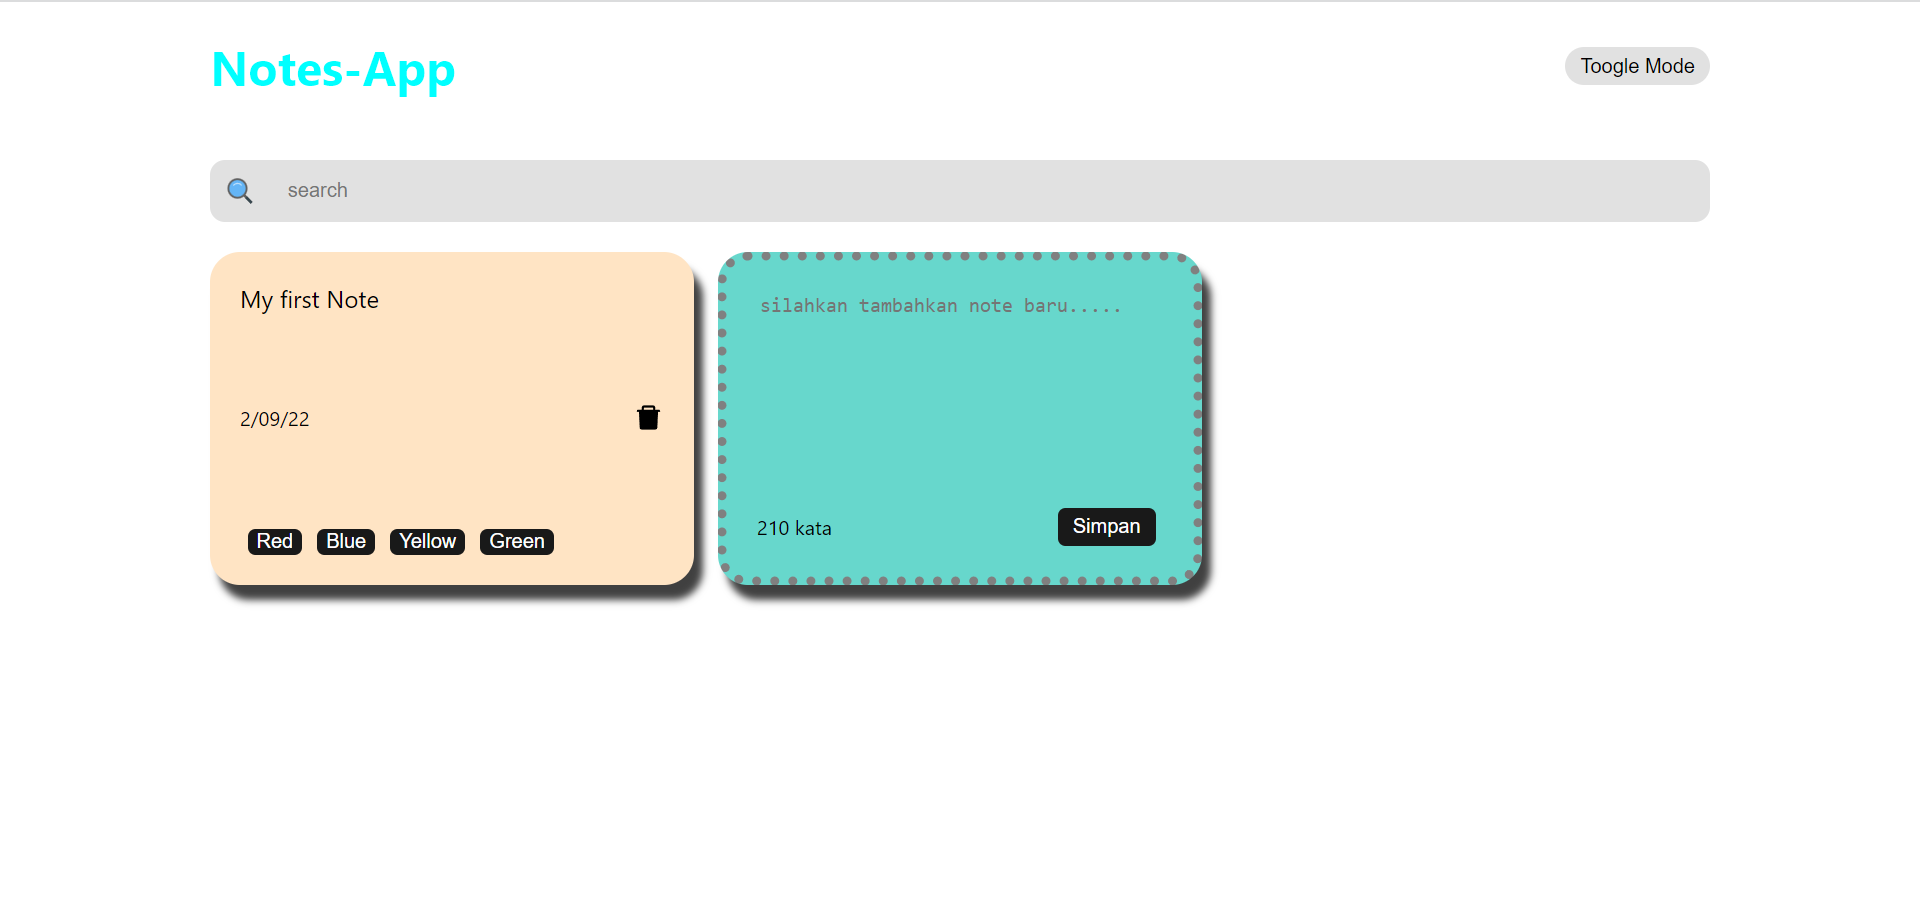 Notes-App
Toogle Mode
search
My first Note
2/09/22
Red Blue Yellow Green
silahkan tambahkan note baru.....
210 kata
Simpan